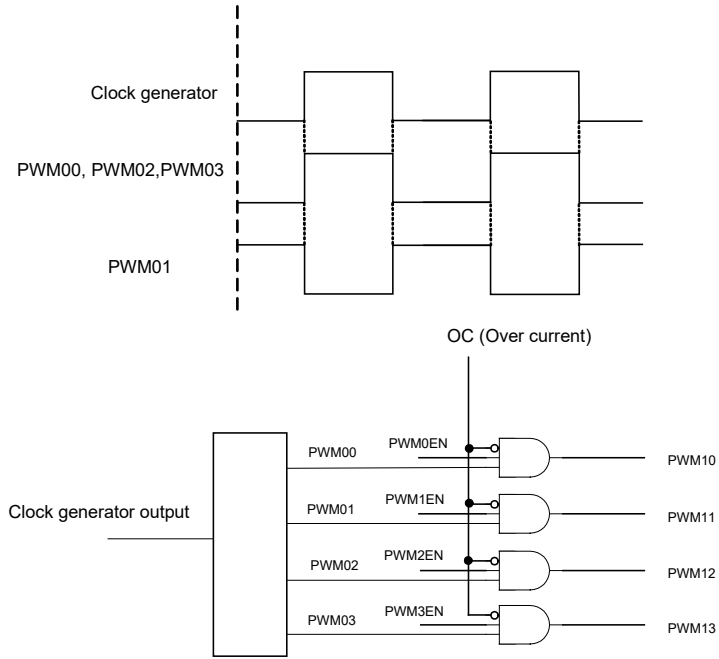 Clock generator
PWM00, PWM02,PWM03
PWM01
OC (Over current)
PWM00
PWM0EN
PWM10
PWM01
PWM1EN
PWM11
Clock generator output
PWM02
PWM2EN
PWM12
PWM03
PWM3EN
PWM13